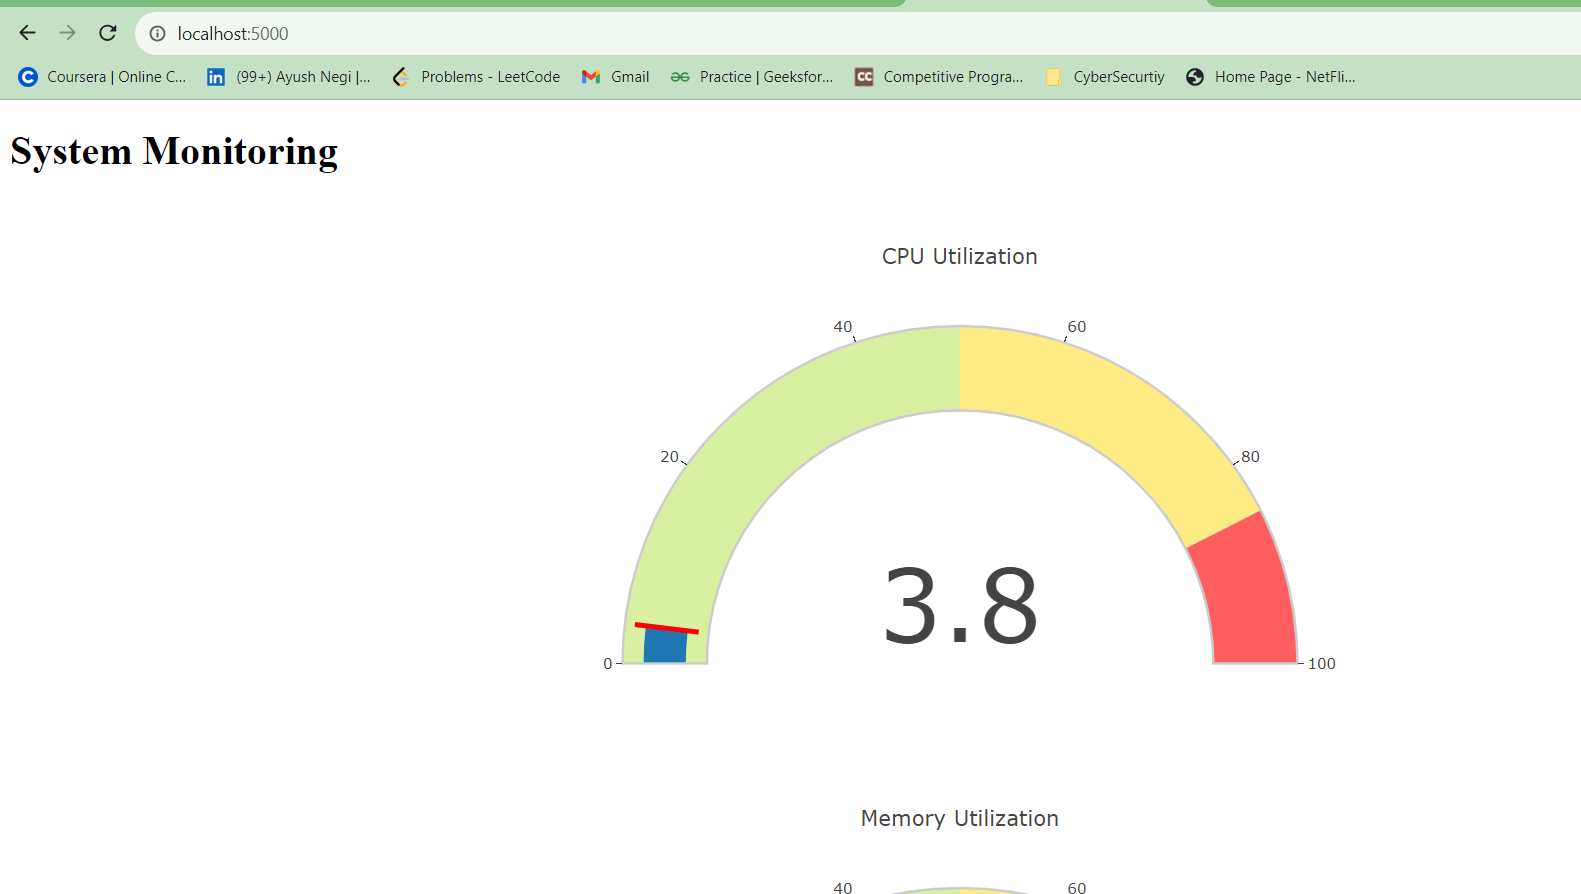 localhost:5000
Coursera | Online C... (99+) Ayush Negi |... Problems - LeetCode Gmail Practice | Geeksfor... CC Competitive Progra... CyberSecurtiy Home Page - NetFli...
System Monitoring
CPU Utilization
40 60
20 80
3.8
0 100
Memory Utilization
40 60